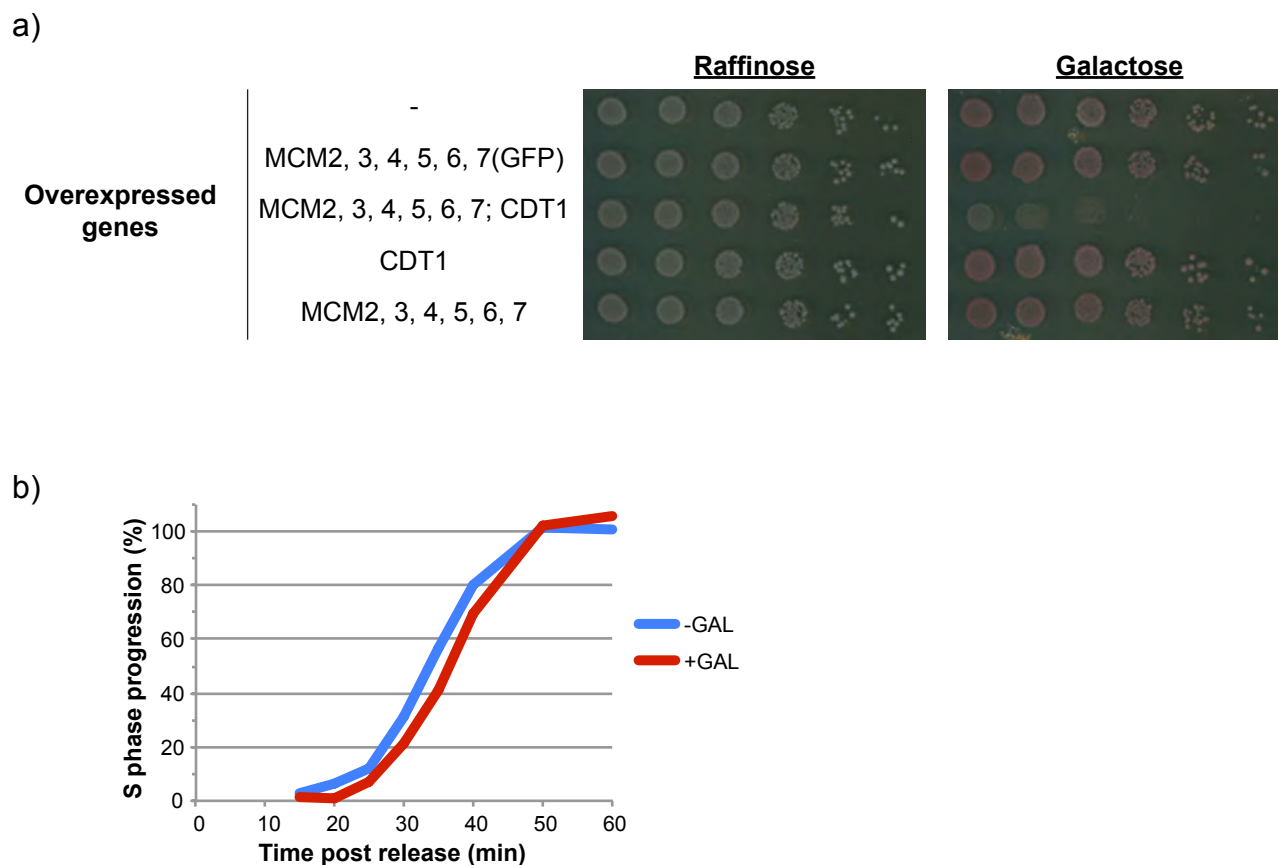 a)
Raffinose
Galactose
Overexpressed
genes
-
MCM2, 3, 4, 5, 6, 7(GFP)
MCM2, 3, 4, 5, 6, 7; CDT1
CDT1
MCM2, 3, 4, 5, 6, 7
b)
S phase progression (%)
100
80
60
40
20
0
0 10 20 30 40 50 60
Time post release (min)
-GAL
+GAL